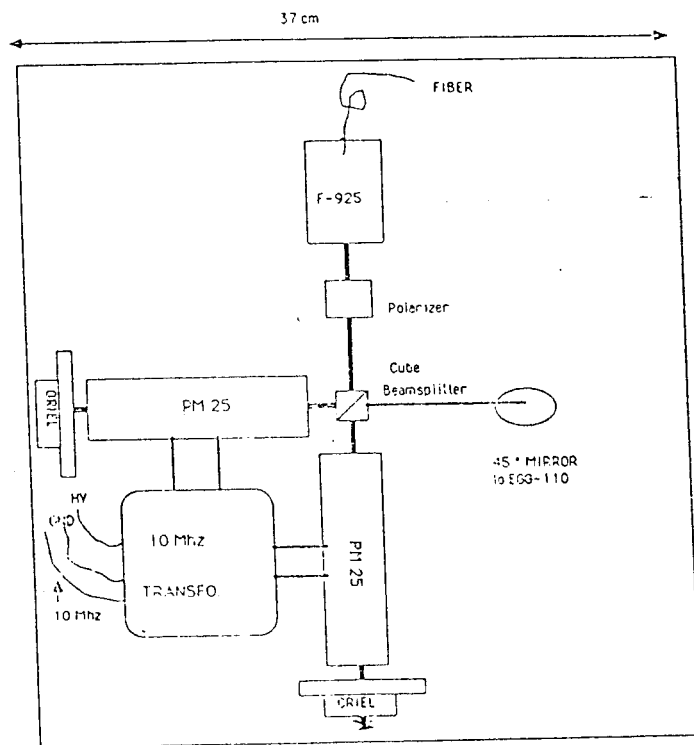 37 cm
FIBER
F-925
Polarizer
Cube
Beamsplitter
ORIEL
PM 25
45° MIRROR
to EGG-110
HV
10 Mhz
TRANSFO.
10 Mhz
PM 25
ORIEL